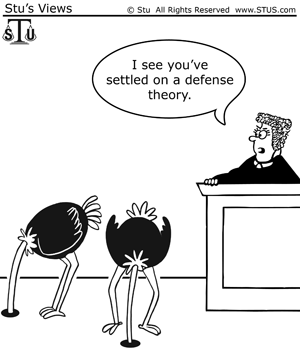 Stu's Views
© Stu All Rights Reserved www.STUS.com
STU
I see you've
settled on a defense
theory.